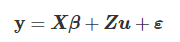 y = Xβ + Zu + ε